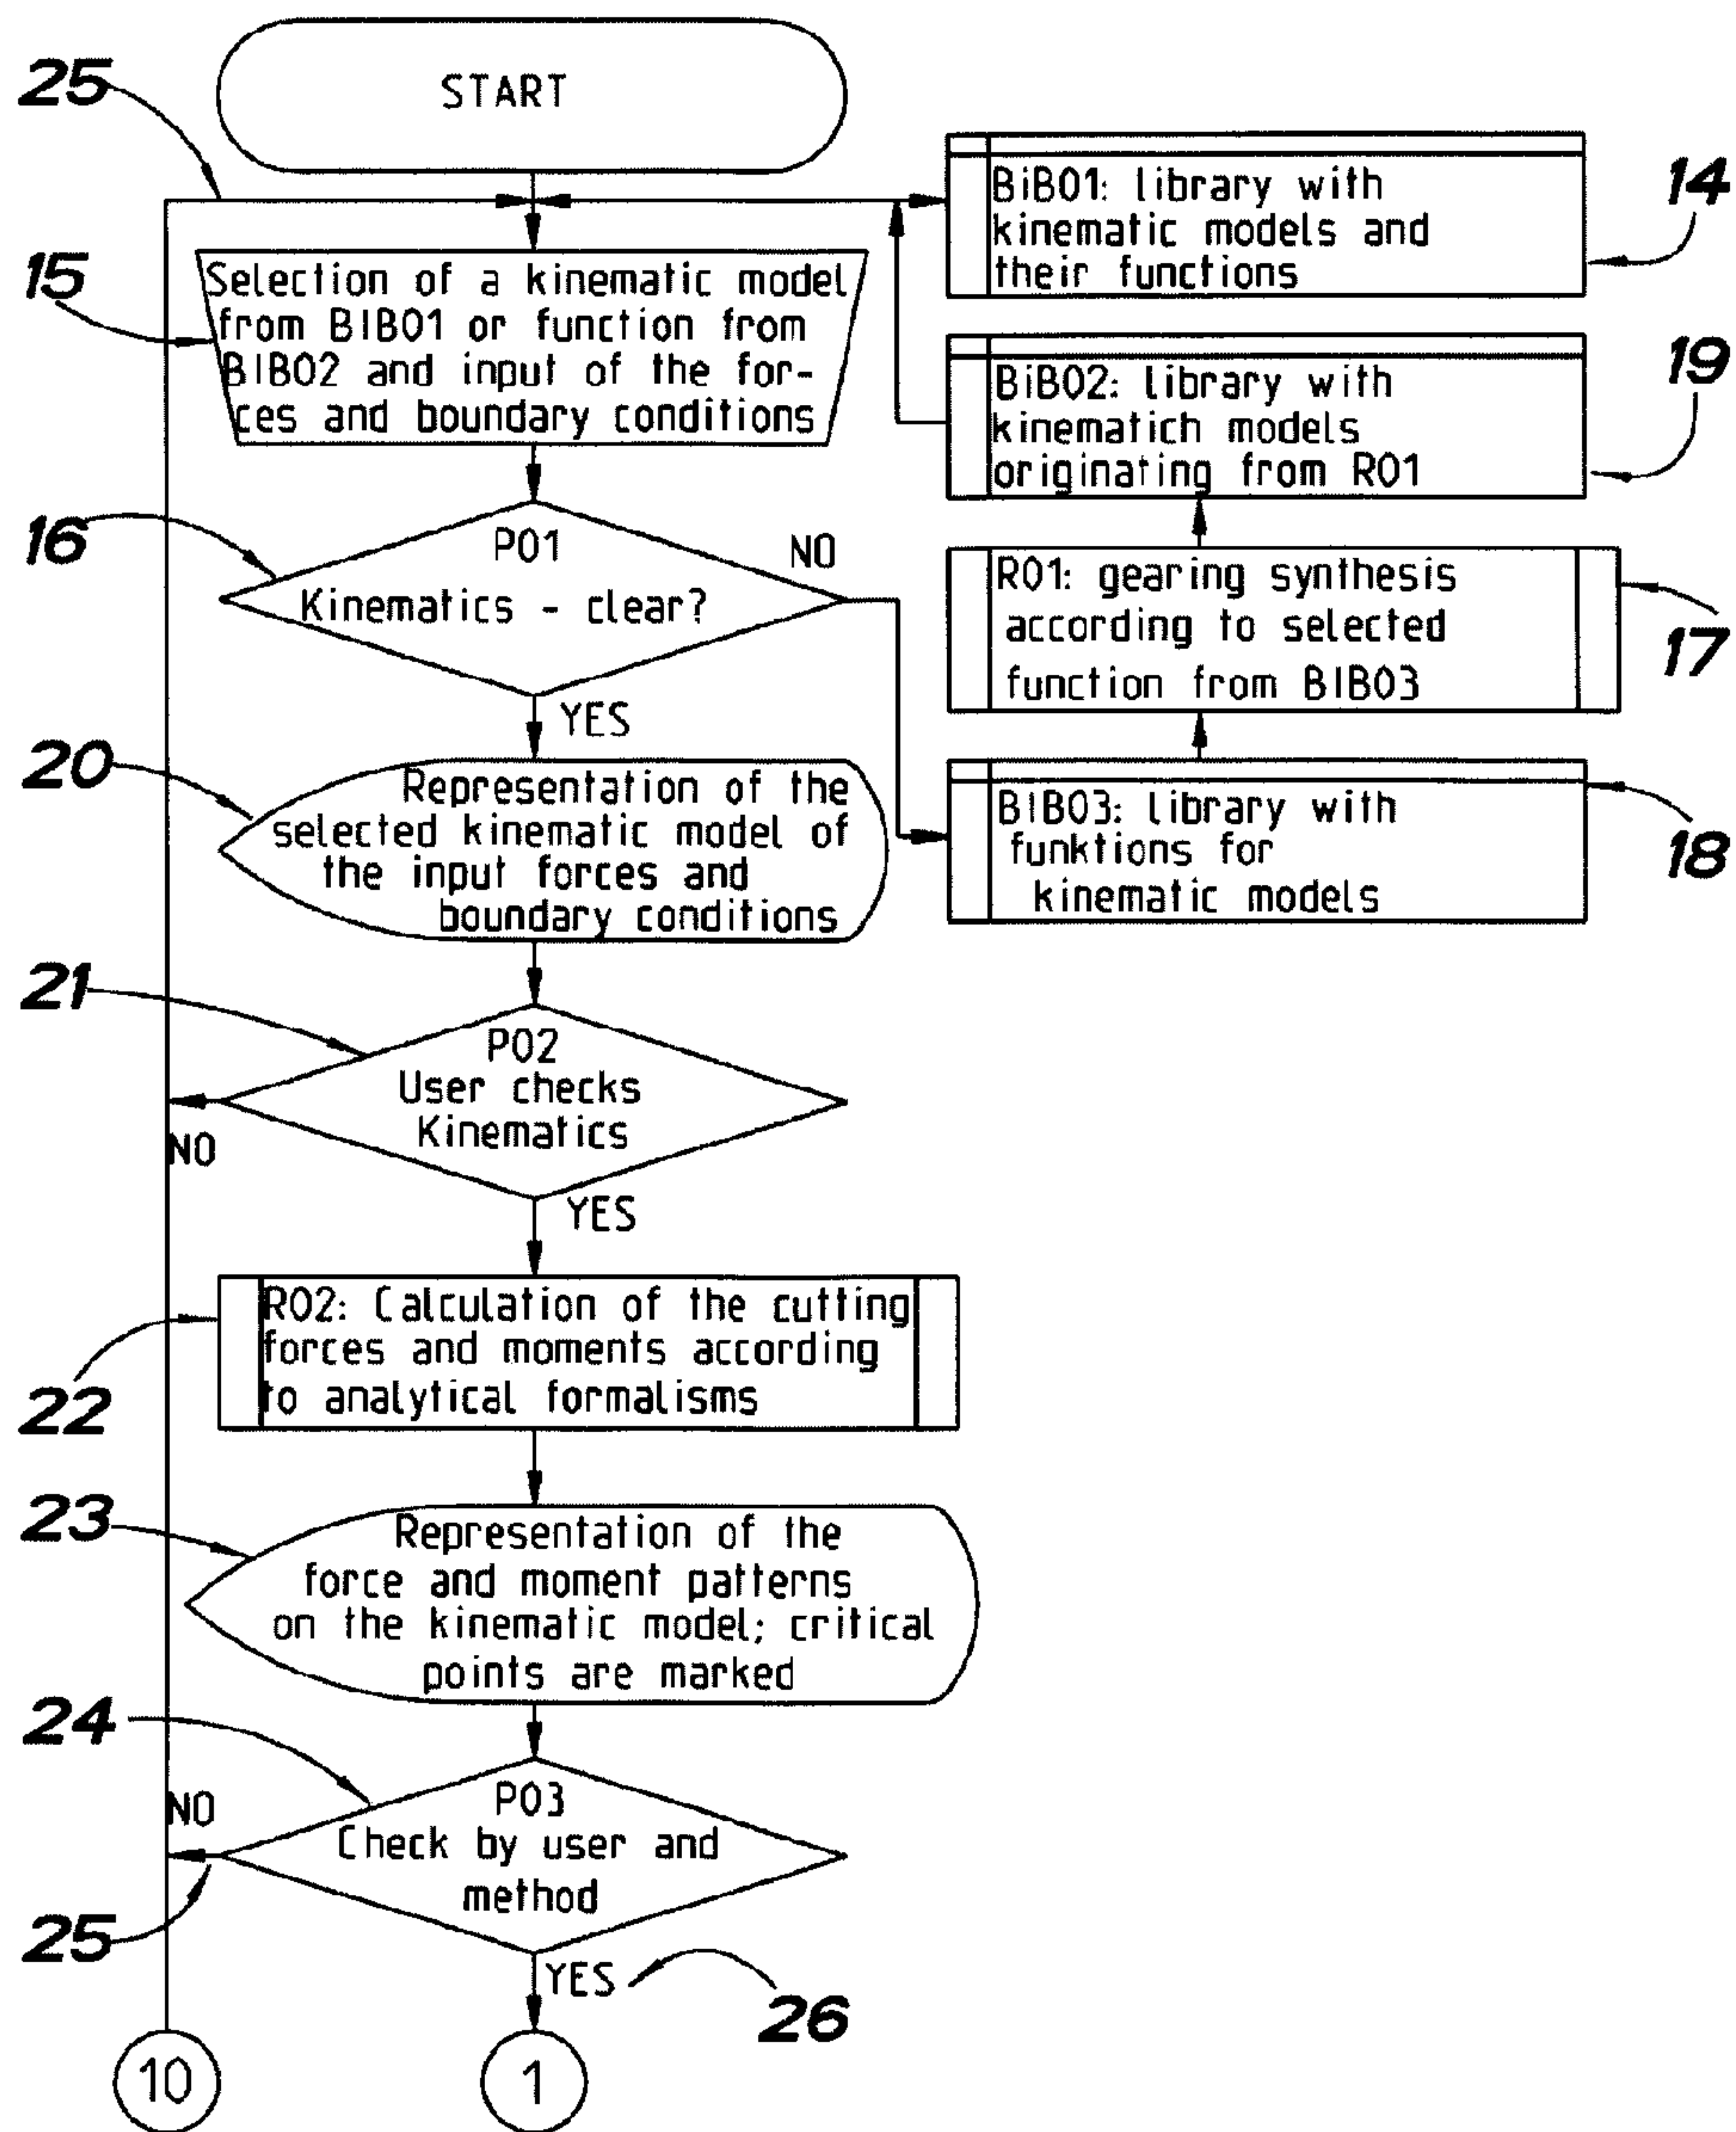 START
25
BiB01: library with
kinematic models and
their functions
14
15
Selection of a kinematic model
from BIB01 or function from
BIB02 and input of the for-
ces and boundary conditions
BiB02: library with
kinematich models
originating from R01
19
16
P01
Kinematics - clear?
NO
YES
R01: gearing synthesis
according to selected
function from BIB03
17
20
Representation of the
selected kinematic model of
the input forces and
boundary conditions
BIB03: library with
funktions for
kinematic models
18
21
P02
User checks
Kinematics
NO
YES
22
R02: Calculation of the cutting
forces and moments according
to analytical formalisms
23
Representation of the
force and moment patterns
on the kinematic model; critical
points are marked
24
P03
Check by user and
method
NO
25
YES
26
10
1